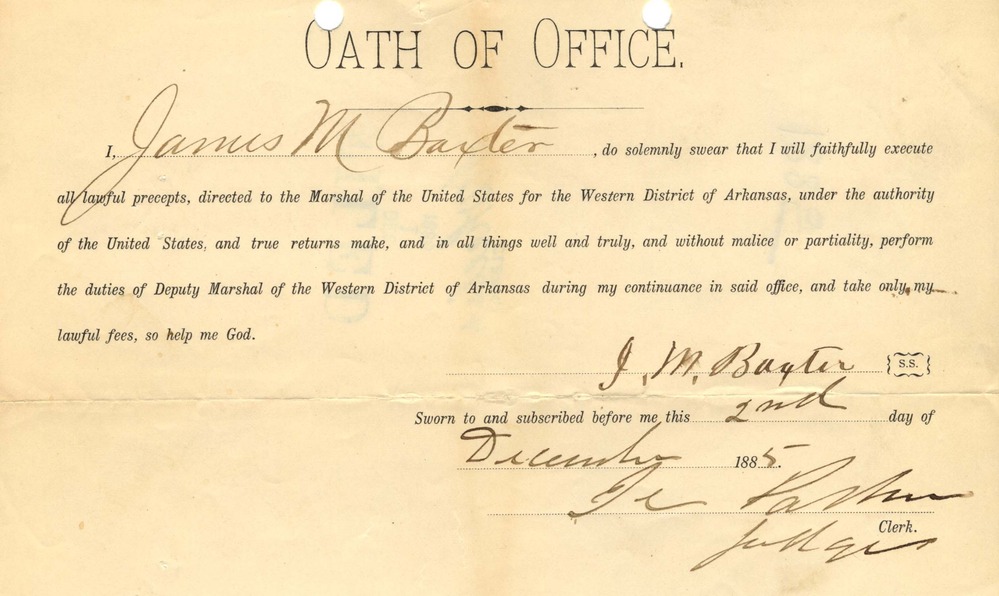 OATH OF OFFICE.
I, James M Baxter, do solemnly swear that I will faithfully execute
all lawful precepts, directed to the Marshal of the United States for the Western District of Arkansas, under the authority
of the United States, and true returns make, and in all things well and truly, and without malice or partiality, perform
the duties of Deputy Marshal of the Western District of Arkansas during my continuance in said office, and take only my
lawful fees, so help me God.
J. M. Baxter {S.S.}
Sworn to and subscribed before me this 2nd day of
December 1885.
Parker
Clerk.
Judge